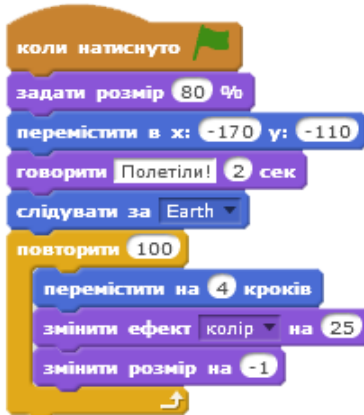 коли натиснуто
задати розмір 80 %
перемістити в x: -170 y: -110
говорити Полетіли! 2 сек
слідувати за Earth
повторити 100
перемістити на 4 кроків
змінити ефект колір на 25
змінити розмір на -1